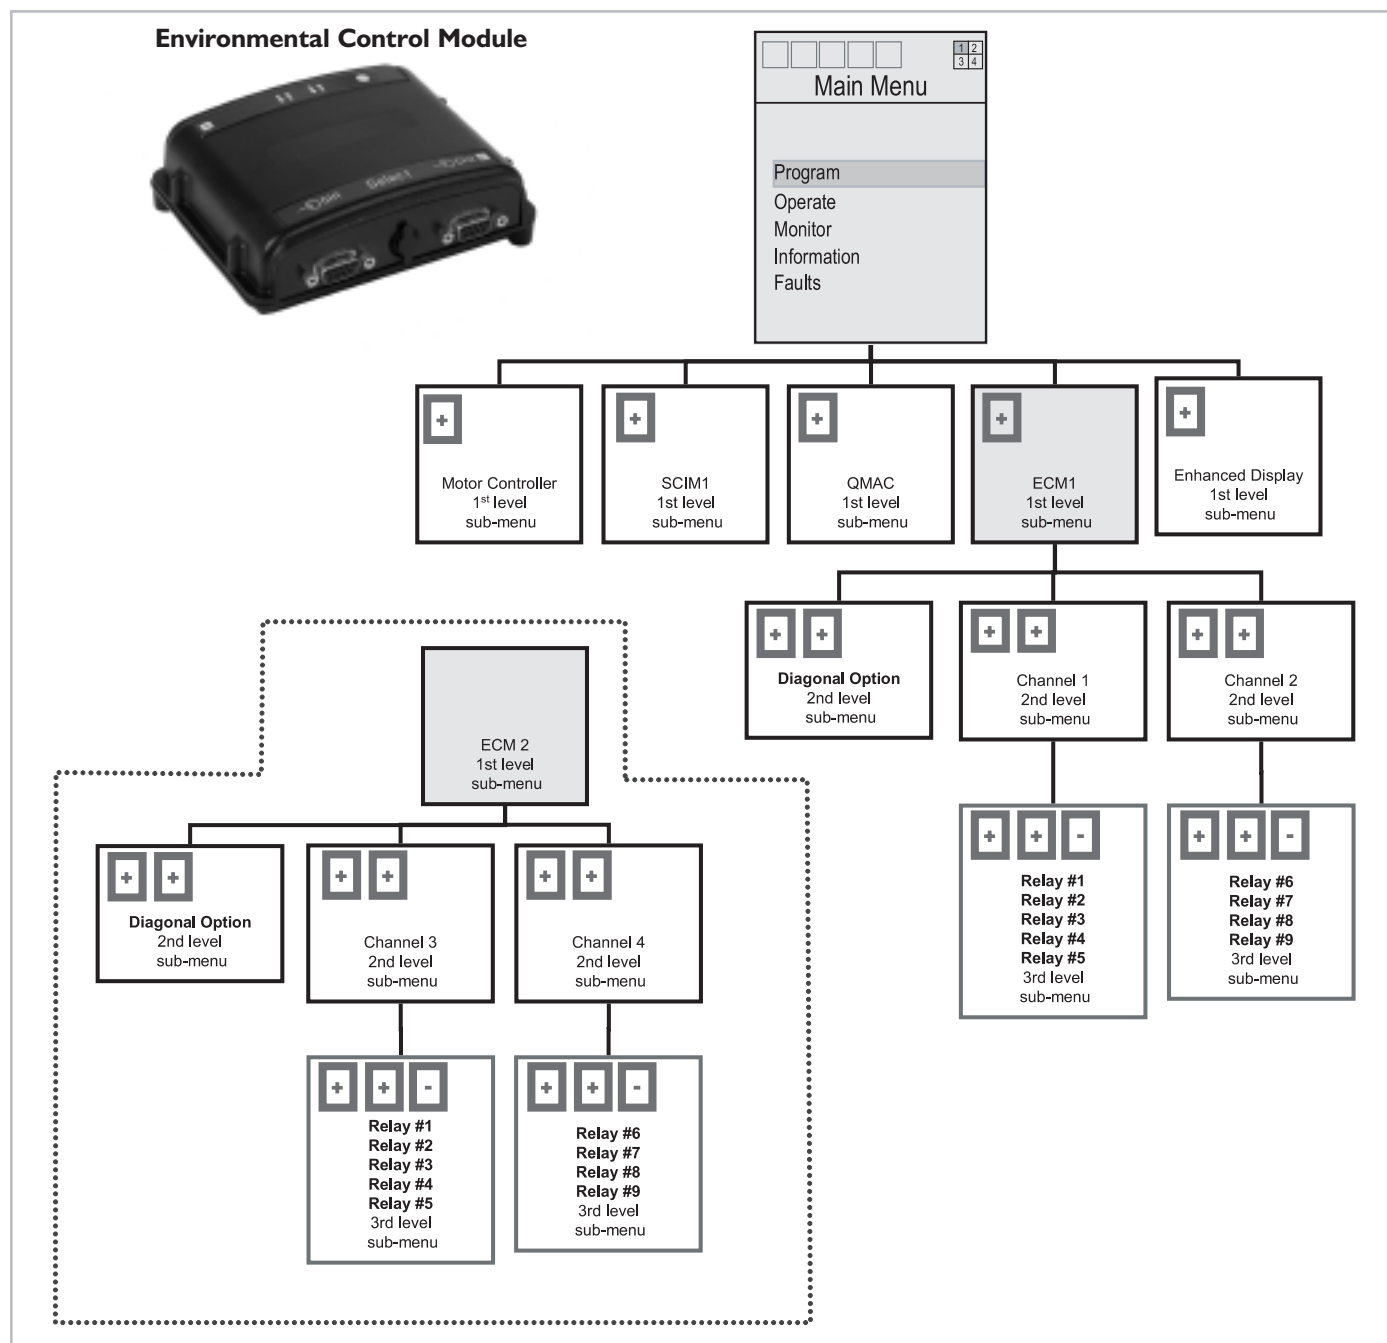 Environmental Control Module
Select
1 2
3 4
Main Menu
Program
Operate
Monitor
Information
Faults
+
Motor Controller
1st level
sub-menu
+
SCIM1
1st level
sub-menu
+
QMAC
1st level
sub-menu
+
ECM1
1st level
sub-menu
+
Enhanced Display
1st level
sub-menu
+ +
Diagonal Option
2nd level
sub-menu
+ +
Channel 1
2nd level
sub-menu
+ +
Channel 2
2nd level
sub-menu
+ + -
Relay #1
Relay #2
Relay #3
Relay #4
Relay #5
3rd level
sub-menu
+ + -
Relay #6
Relay #7
Relay #8
Relay #9
3rd level
sub-menu
ECM 2
1st level
sub-menu
+ +
Diagonal Option
2nd level
sub-menu
+ +
Channel 3
2nd level
sub-menu
+ +
Channel 4
2nd level
sub-menu
+ + -
Relay #1
Relay #2
Relay #3
Relay #4
Relay #5
3rd level
sub-menu
+ + -
Relay #6
Relay #7
Relay #8
Relay #9
3rd level
sub-menu